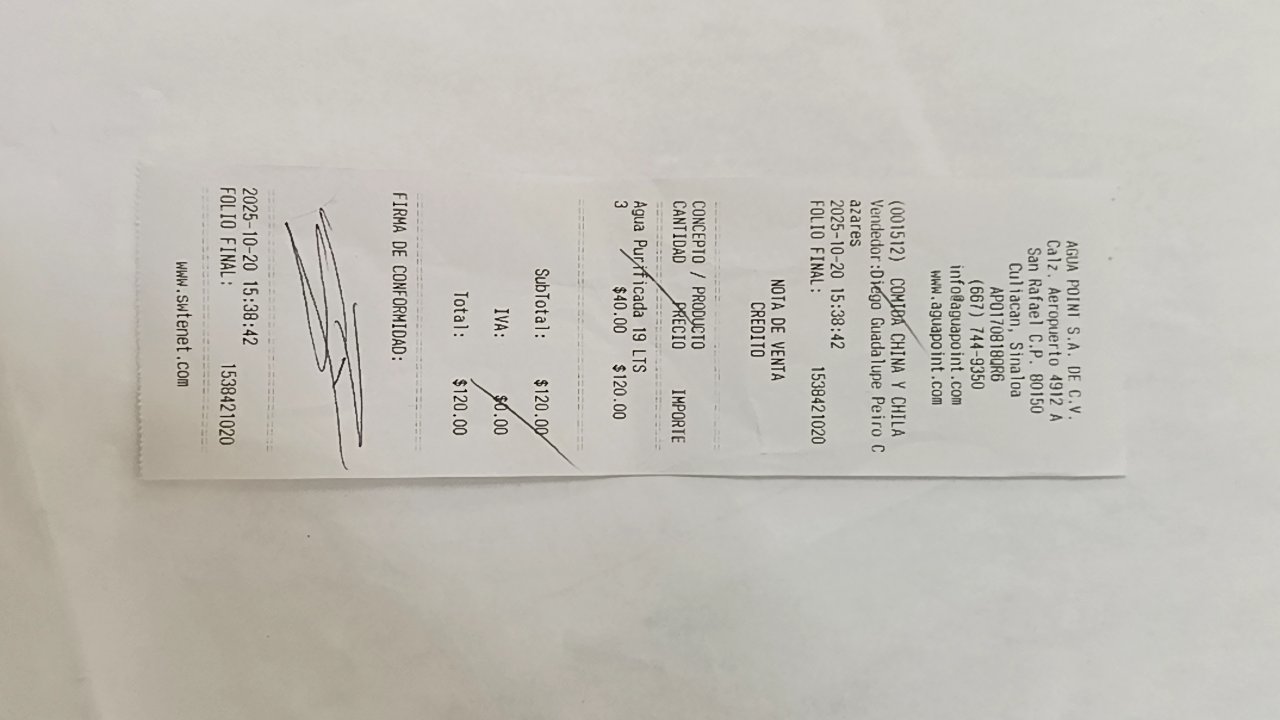 AGUA POINT S.A. DE C.V.
Calz. Aeropuerto 4912 A
San Rafael C.P. 80150
Culiacan, Sinaloa
APO170818QR6
(667) 744-9350
info@aguapoint.com
www.aguapoint.com
(001512) COMIDA CHINA Y CHILA
Vendedor:Diego Guadalupe Peiro C
azares
2025-10-20 15:38:42
FOLIO FINAL: 1538421020
NOTA DE VENTA
CREDITO
CONCEPTO / PRODUCTO
CANTIDAD PRECIO IMPORTE
Agua Purificada 19 LTS
3 $40.00 $120.00
SubTotal: $120.00
IVA: $0.00
Total: $120.00
FIRMA DE CONFORMIDAD:
2025-10-20 15:38:42
FOLIO FINAL: 1538421020
www.swtenet.com